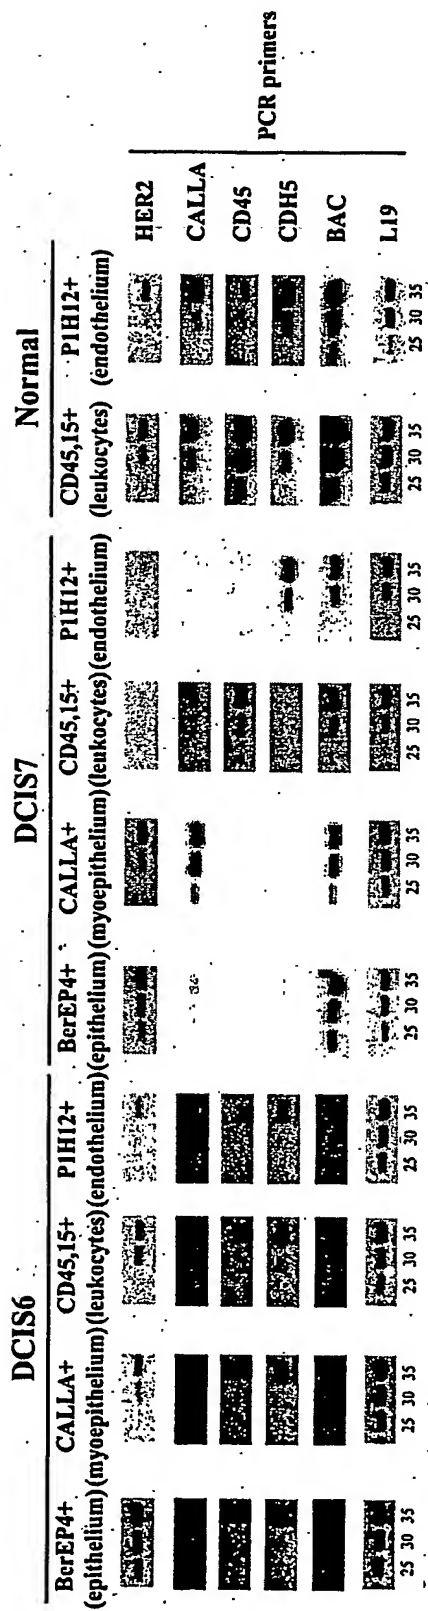 DCIS6 DCIS7 Normal
BerEP4+ CALLA+ CD45,15+ P1H12+ BerEP4+ CALLA+ CD45,15+ P1H12+ CD45,15+ P1H12+
(epithelium) (myoepithelium) (leukocytes) (endothelium) (epithelium) (myoepithelium) (leukocytes) (endothelium) (leukocytes) (endothelium)
HER2
CALLA
CD45
CDH5
BAC
L19
PCR primers
25 30 35 25 30 35 25 30 35 25 30 35 25 30 35 25 30 35 25 30 35 25 30 35 25 30 35 25 30 35